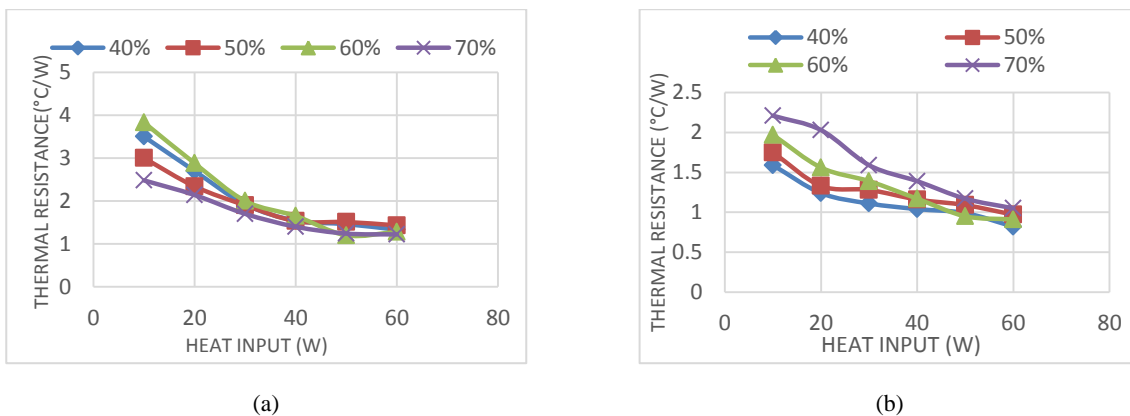 40% 50% 60% 70%
THERMAL RESISTANCE(°C/W)
5
4
3
2
1
0
0 20 40 60 80
HEAT INPUT (W)
(a)
40% 50%
60% 70%
THERMAL RESISTANCE (°C/W)
2.5
2
1.5
1
0.5
0
0 20 40 60 80
HEAT INPUT (W)
(b)